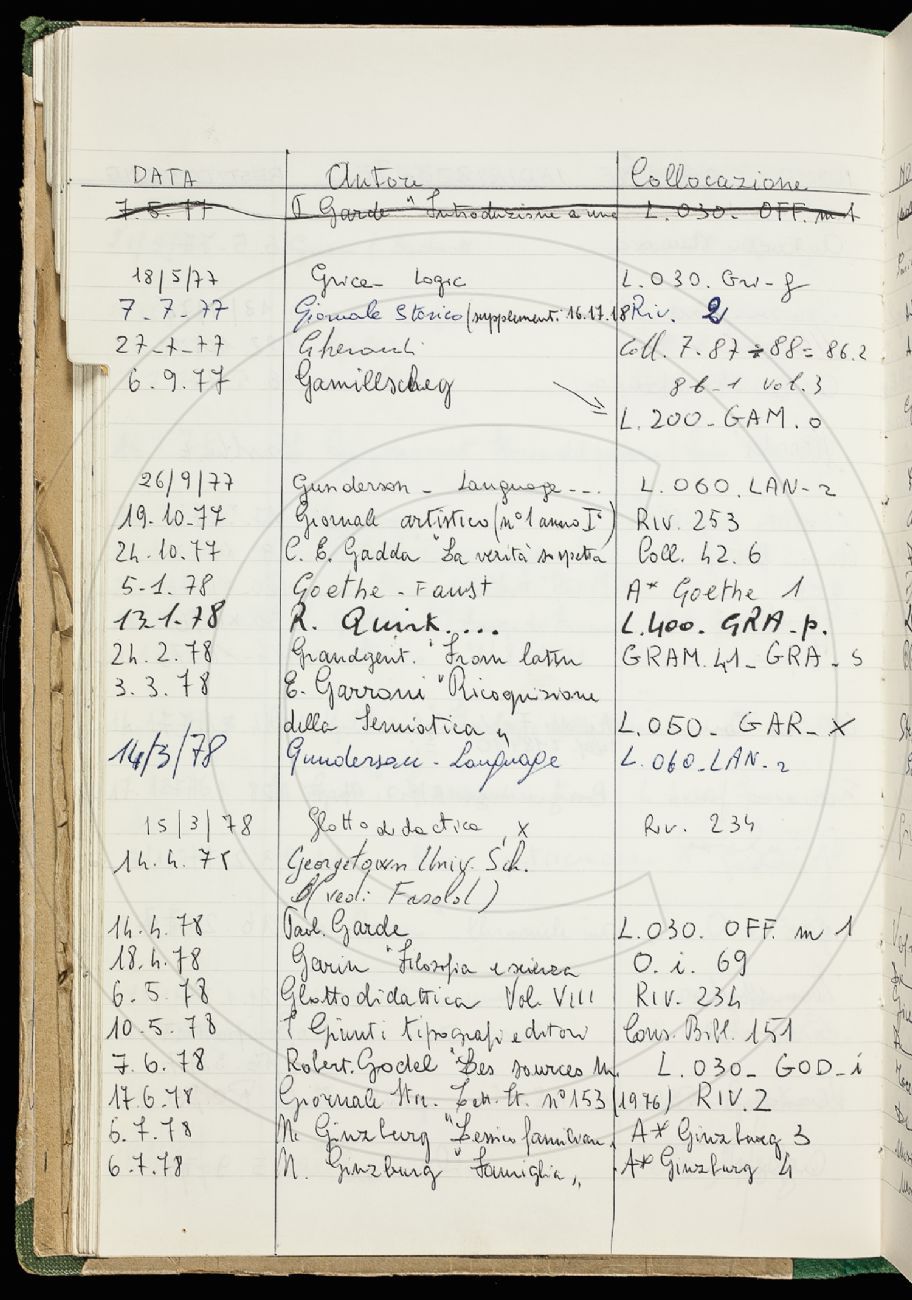 DATA Autore Collocazione
7.5.77 Garde "Introduzione a una L.030. OFF. m 1
18/5/77 Grice - Logic L.030. Gri-g
7-7-77 Giornale Storico (supplementi 16.17.18 Riv. 2
27-7-77 Gherardi Coll. 7.87 ÷ 88= 86.2
6.9.77 Gamillscheg 86-1 vol.3
L.200-GAM.o
26/9/77 Gunderson - Language --. L.060.LAN-2
19.10.77 Giornale artistico (n°1 anno I°) RIV. 253
24.10.77 C. E. Gadda "La verità sospetta Coll. 42.6
5-1.78 Goethe - Faust A* Goethe 1
13-1-78 R. Quirk.... L.400. GRA-p.
24.2.78 Grandgent. "From latin GRAM.41-GRA-S
3.3.78 E. Garroni "Ricognizione
della Semiotica " L.050-GAR-X
14/3/78 Gunderson - Language L.060-LAN-2
15/3/78 Glottodidactica X Riv. 234
14.4.78 Georgetown Univ. Sch.
(vedi Fasold)
14.4.78 Paul. Garde L.030. OFF. m 1
18.4.78 Garin "Filosofia e scienza O.i. 69
6.5.78 Glottodidattica Vol. VIII RIV. 234
10.5.78 I Giunti tipografi editori Cons. Bibl. 151
7.6.78 Robert. Godel "Les sources L.030-GOD-i
17.6.78 Giornale Stor. Lett. It. n°153 (1976) RIV.2
6.7.78 N. Ginzburg "Lessico famigliare" A* Ginzburg 3
6.7.78 N. Ginzburg "Famiglia" A* Ginzburg 4